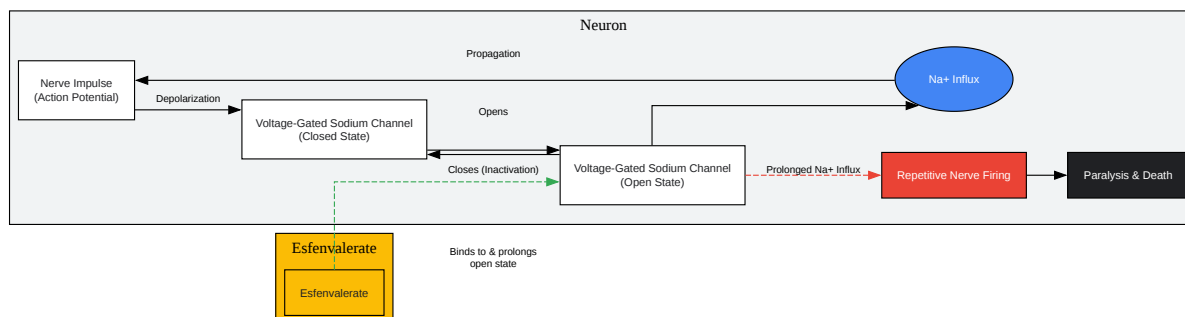 Neuron
Propagation
Nerve Impulse
(Action Potential)
Na+ Influx
Depolarization
Voltage-Gated Sodium Channel
(Closed State)
Opens
Closes (Inactivation)
Voltage-Gated Sodium Channel
(Open State)
Prolonged Na+ Influx
Repetitive Nerve Firing
Paralysis & Death
Esfenvalerate
Binds to & prolongs
open state
Esfenvalerate